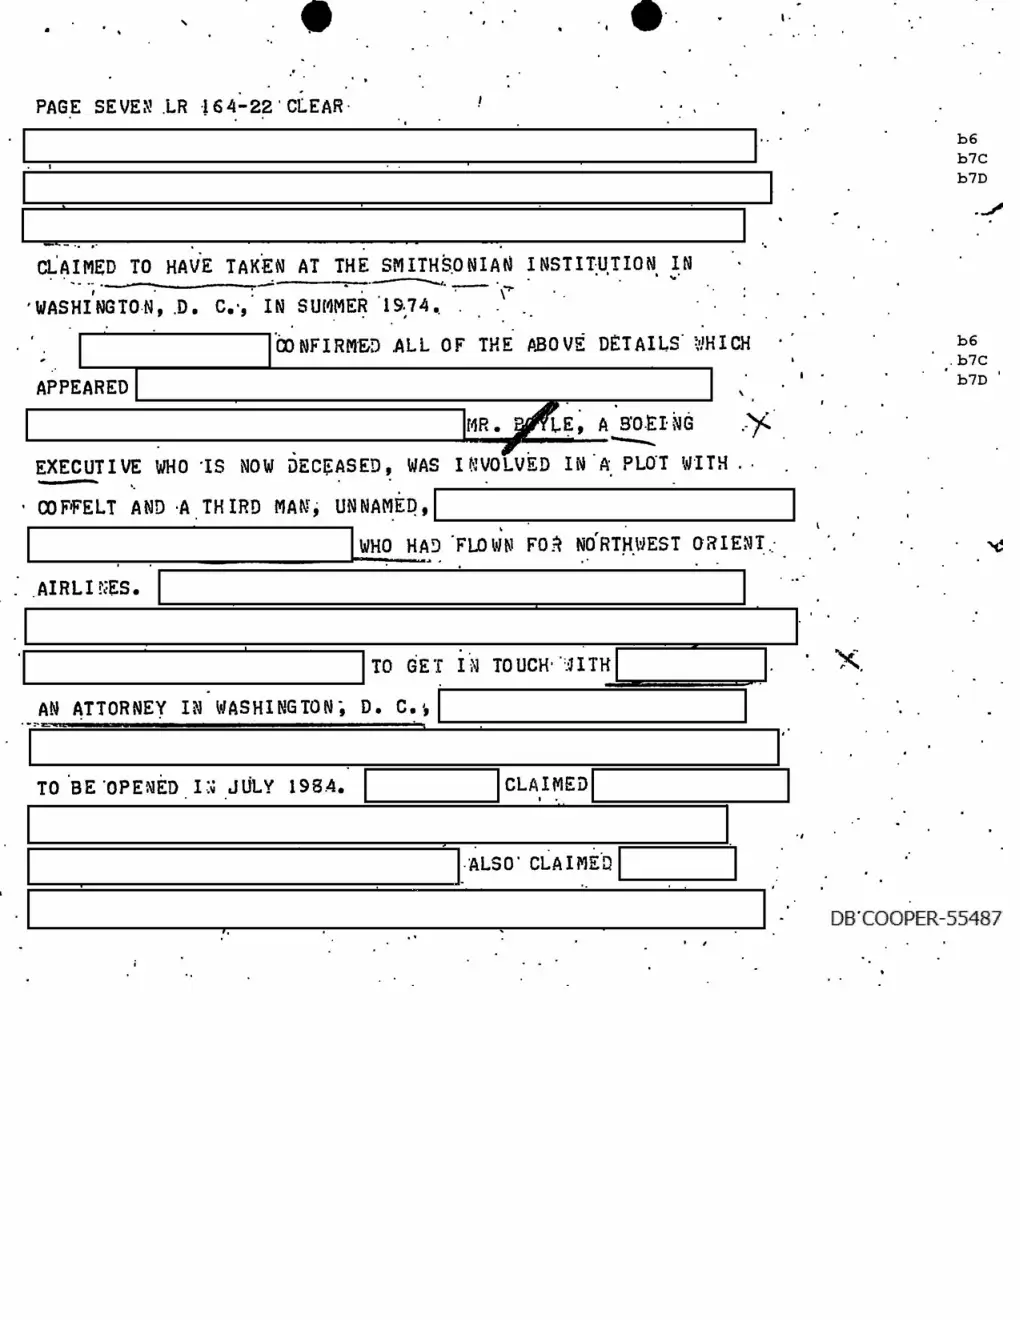 PAGE SEVEN LR 164-22 CLEAR
b6
b7C
b7D
CLAIMED TO HAVE TAKEN AT THE SMITHSONIAN INSTITUTION IN
WASHINGTON, D. C., IN SUMMER 1974.
CONFIRMED ALL OF THE ABOVE DETAILS WHICH
b6
b7C
b7D
APPEARED
MR. BOYLE, A BOEING
EXECUTIVE WHO IS NOW DECEASED, WAS INVOLVED IN A PLOT WITH
COFFELT AND A THIRD MAN, UNNAMED,
WHO HAD FLOWN FOR NORTHWEST ORIENT
AIRLINES.
TO GET IN TOUCH WITH
AN ATTORNEY IN WASHINGTON, D. C.,
TO BE OPENED IN JULY 1984. CLAIMED
ALSO CLAIMED
DB COOPER-55487